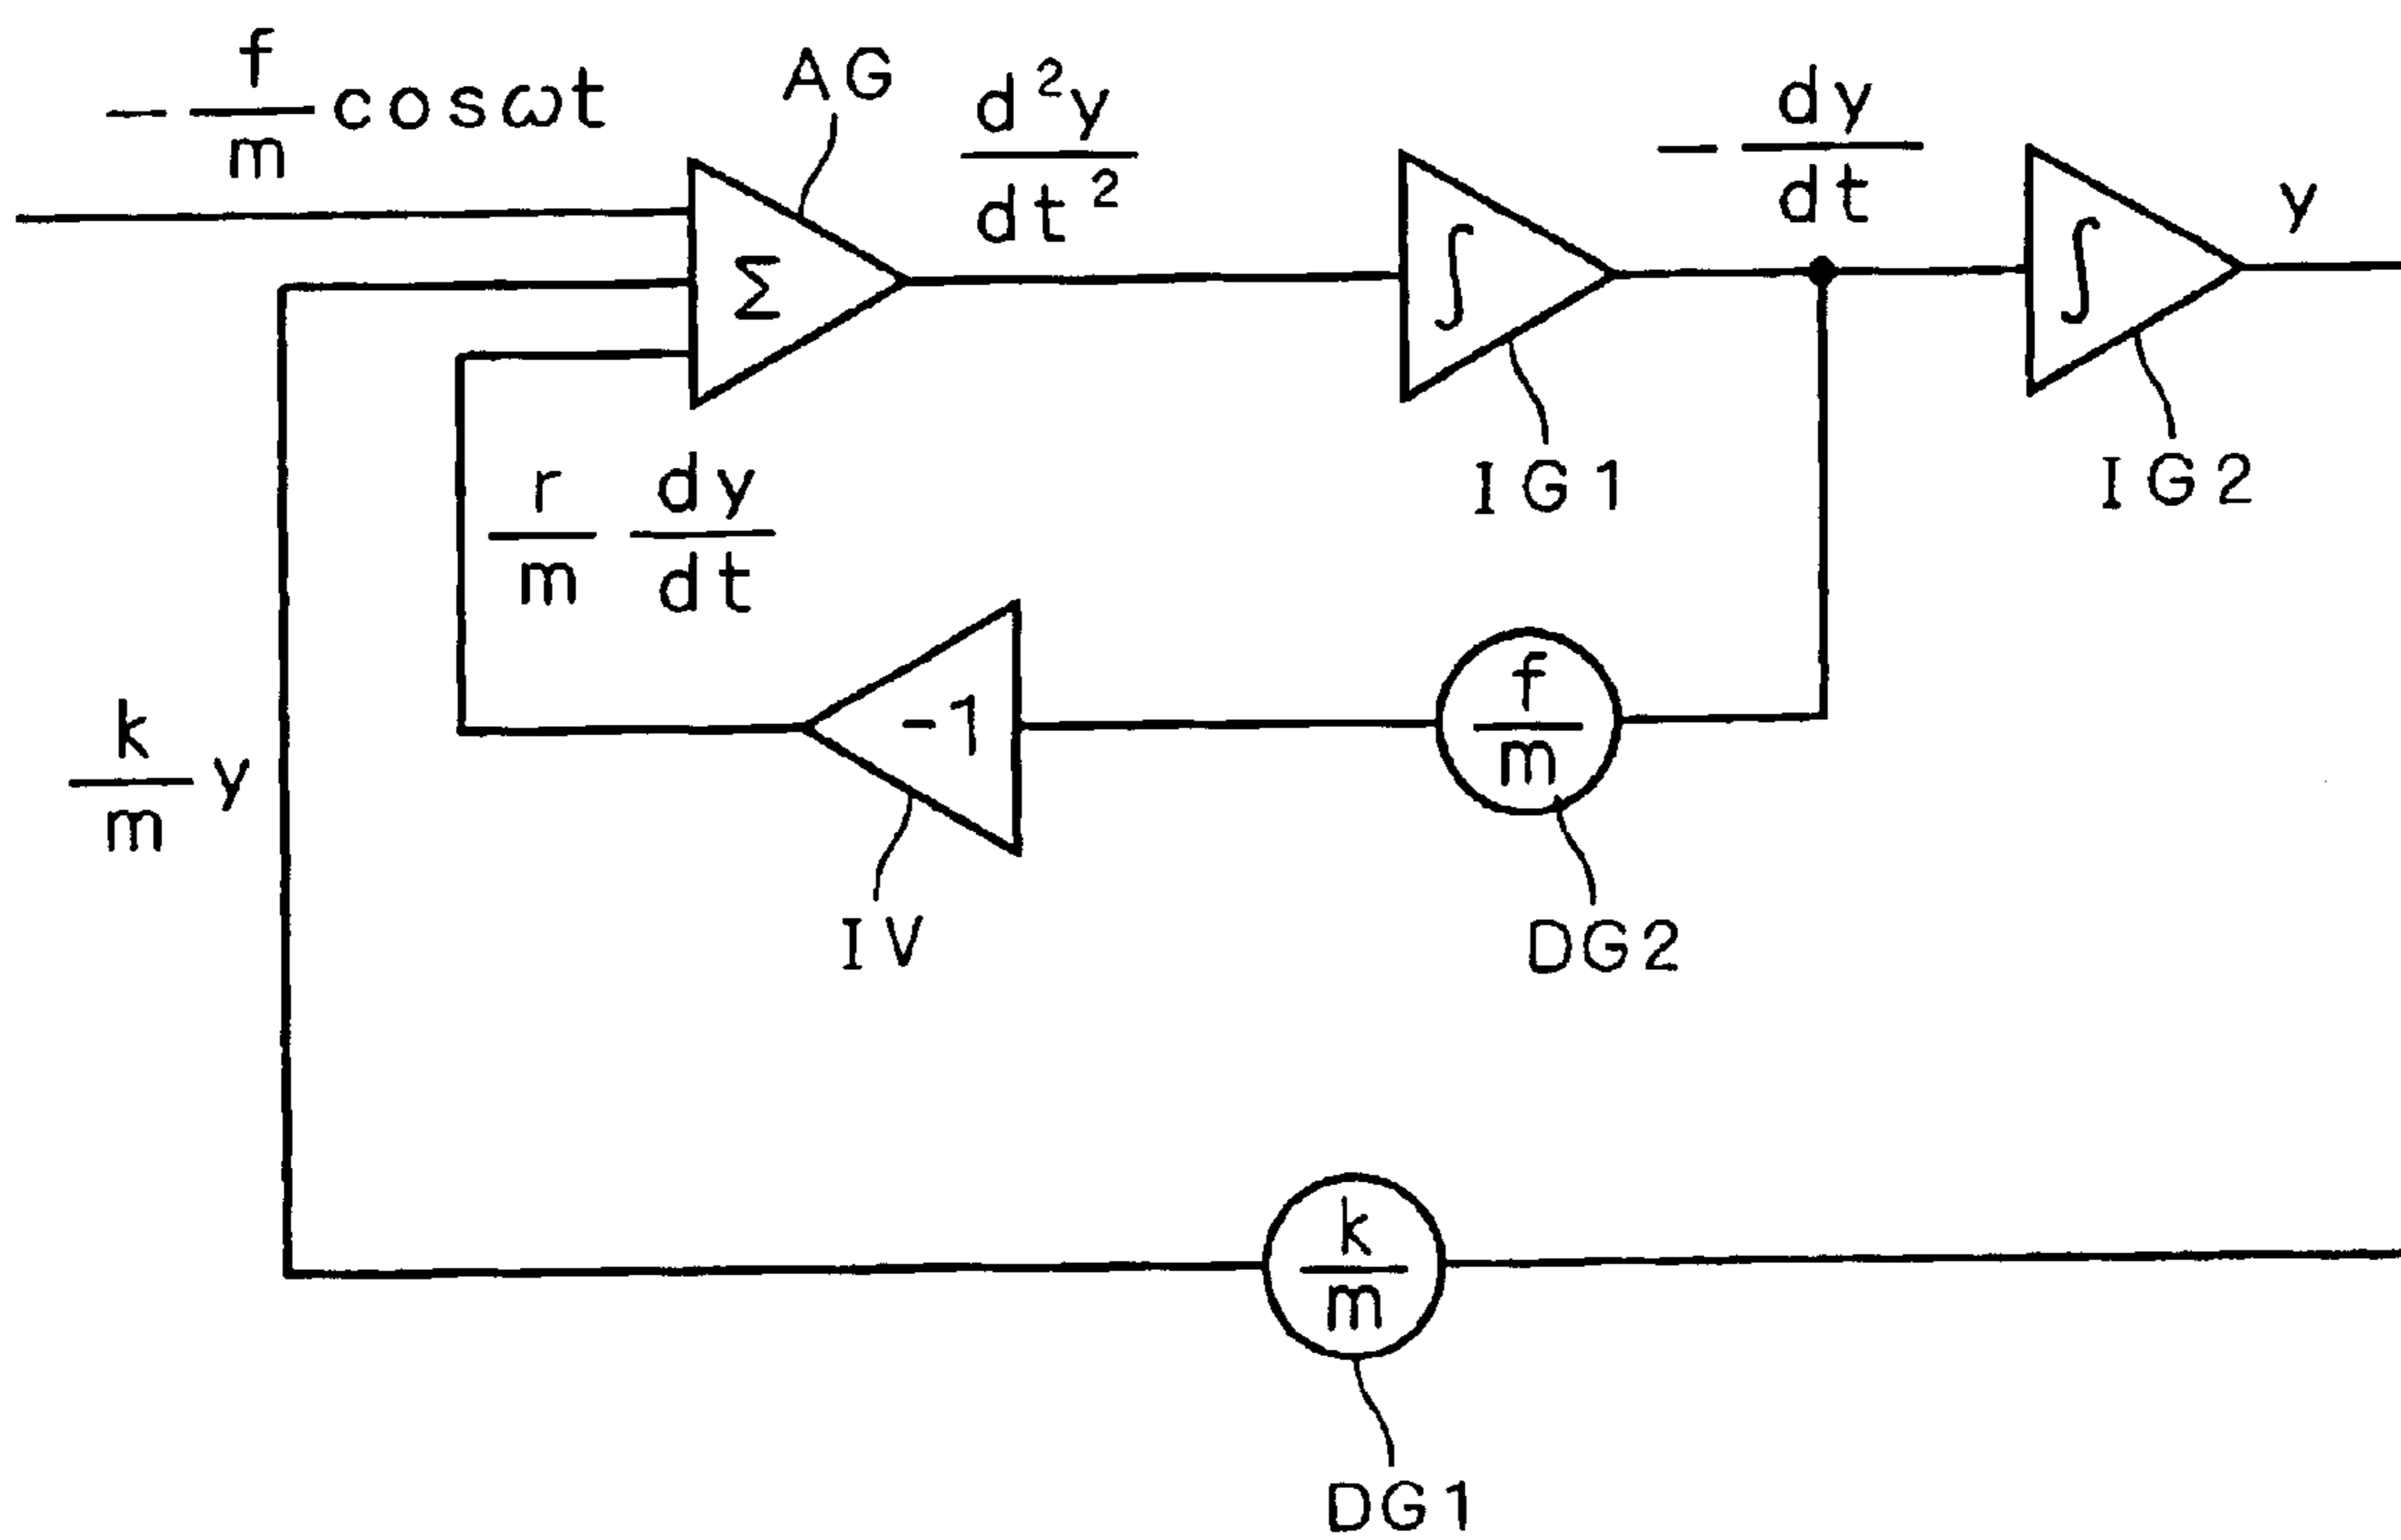 - f/m cosωt
AG
d²y/dt²
- dy/dt
y
Σ
∫
∫
IG1
IG2
r/m dy/dt
-1
f/m
k/m y
IV
DG2
k/m
DG1